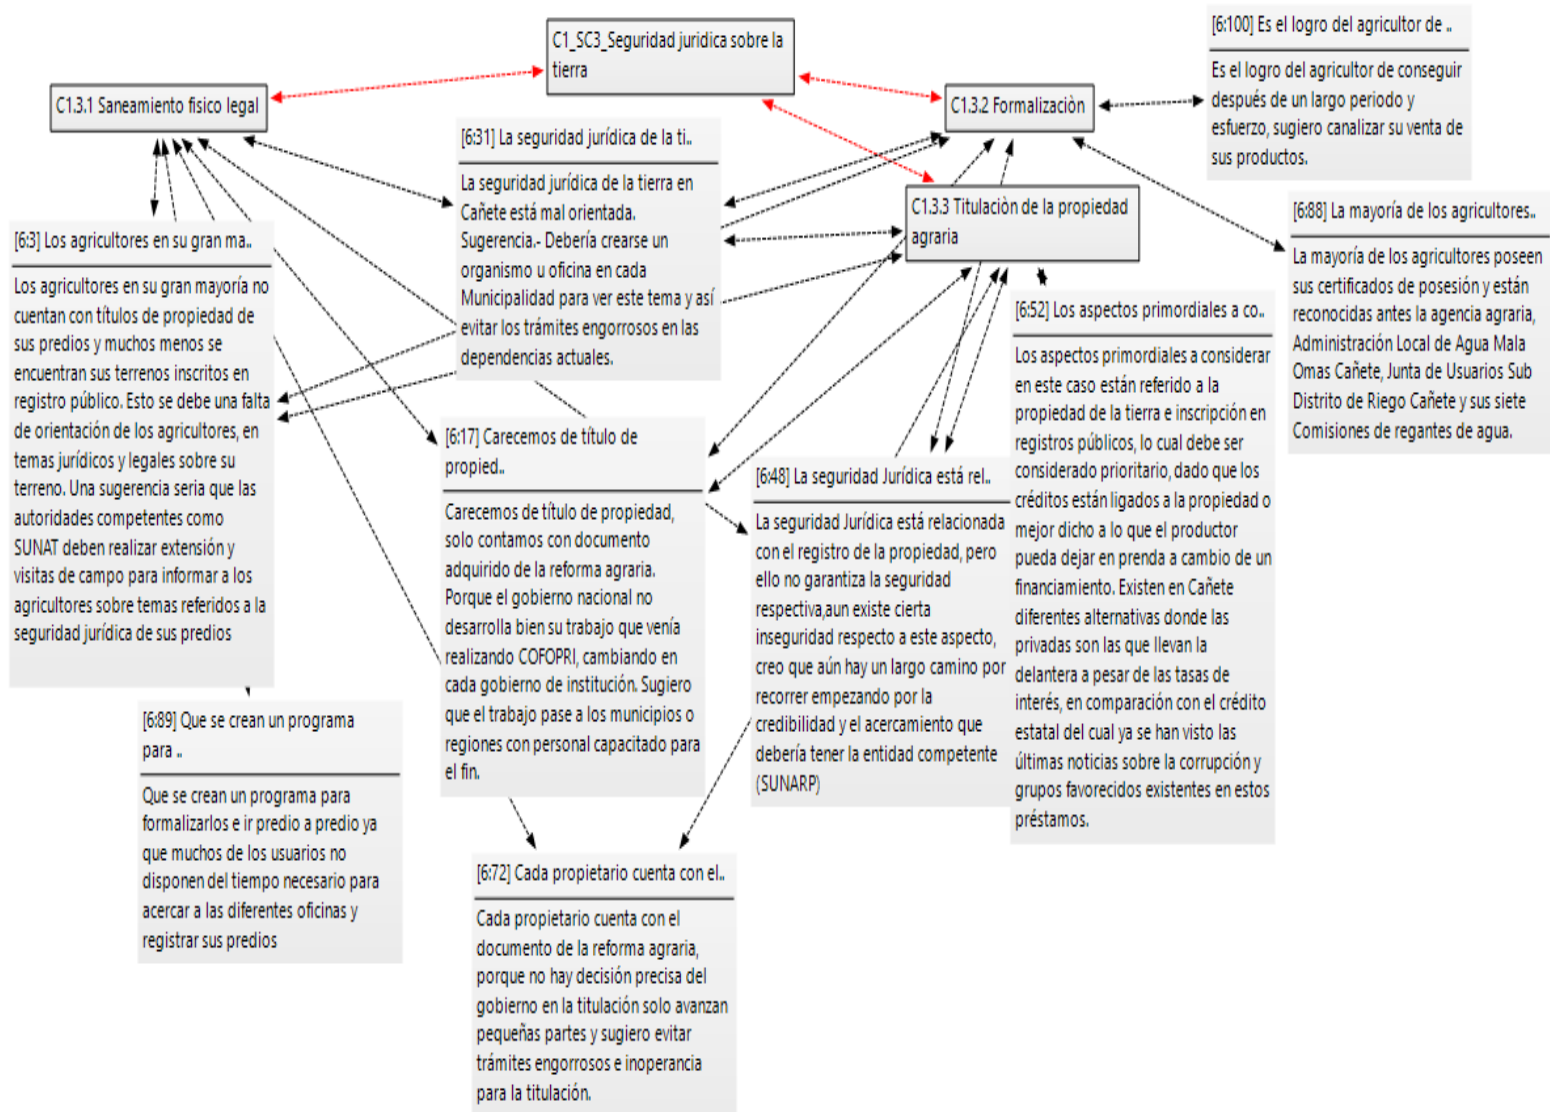 C1_SC3_Seguridad juridica sobre la
tierra
C1.3.1 Saneamiento fisico legal
C1.3.2 Formalizaciòn
C1.3.3 Titulaciòn de la propiedad
agraria
[6:100] Es el logro del agricultor de ..
Es el logro del agricultor de conseguir
después de un largo periodo y
esfuerzo, sugiero canalizar su venta de
sus productos.
[6:31] La seguridad jurídica de la ti..
La seguridad jurídica de la tierra en
Cañete está mal orientada.
Sugerencia.- Debería crearse un
organismo u oficina en cada
Municipalidad para ver este tema y así
evitar los trámites engorrosos en las
dependencias actuales.
[6:88] La mayoría de los agricultores..
La mayoría de los agricultores poseen
sus certificados de posesión y están
reconocidas ante la agencia agraria,
Administración Local de Agua Mala
Omas Cañete, Junta de Usuarios Sub
Distrito de Riego Cañete y sus siete
Comisiones de regantes de agua.
[6:3] Los agricultores en su gran ma..
Los agricultores en su gran mayoría no
cuentan con títulos de propiedad de
sus predios y muchos menos se
encuentran sus terrenos inscritos en
registro público. Esto se debe una falta
de orientación de los agricultores, en
temas jurídicos y legales sobre su
terreno. Una sugerencia seria que las
autoridades competentes como
SUNAT deben realizar extensión y
visitas de campo para informar a los
agricultores sobre temas referidos a la
seguridad jurídica de sus predios
[6:52] Los aspectos primordiales a co..
Los aspectos primordiales a considerar
en este caso están referido a la
propiedad de la tierra e inscripción en
registros públicos, lo cual debe ser
considerado prioritario, dado que los
créditos están ligados a la propiedad o
mejor dicho a lo que el productor
pueda dejar en prenda a cambio de un
financiamiento. Existen en Cañete
diferentes alternativas donde las
privadas son las que llevan la
delantera a pesar de las tasas de
interés, en comparación con el crédito
estatal del cual ya se han visto las
últimas noticias sobre la corrupción y
grupos favorecidos existentes en estos
préstamos.
[6:17] Carecemos de título de
propied..
Carecemos de título de propiedad,
solo contamos con documento
adquirido de la reforma agraria.
Porque el gobierno nacional no
desarrolla bien su trabajo que venía
realizando COFOPRI, cambiando en
cada gobierno de institución. Sugiero
que el trabajo pase a los municipios o
regiones con personal capacitado para
el fin.
[6:48] La seguridad Jurídica está rel..
La seguridad Jurídica está relacionada
con el registro de la propiedad, pero
ello no garantiza la seguridad
respectiva,aun existe cierta
inseguridad respecto a este aspecto,
creo que aún hay un largo camino por
recorrer empezando por la
credibilidad y el acercamiento que
debería tener la entidad competente
(SUNARP)
[6:89] Que se crean un programa
para ..
Que se crean un programa para
formalizarlos e ir predio a predio ya
que muchos de los usuarios no
disponen del tiempo necesario para
acercar a las diferentes oficinas y
registrar sus predios
[6:72] Cada propietario cuenta con el..
Cada propietario cuenta con el
documento de la reforma agraria,
porque no hay decisión precisa del
gobierno en la titulación solo avanzan
pequeñas partes y sugiero evitar
trámites engorrosos e inoperancia
para la titulación.